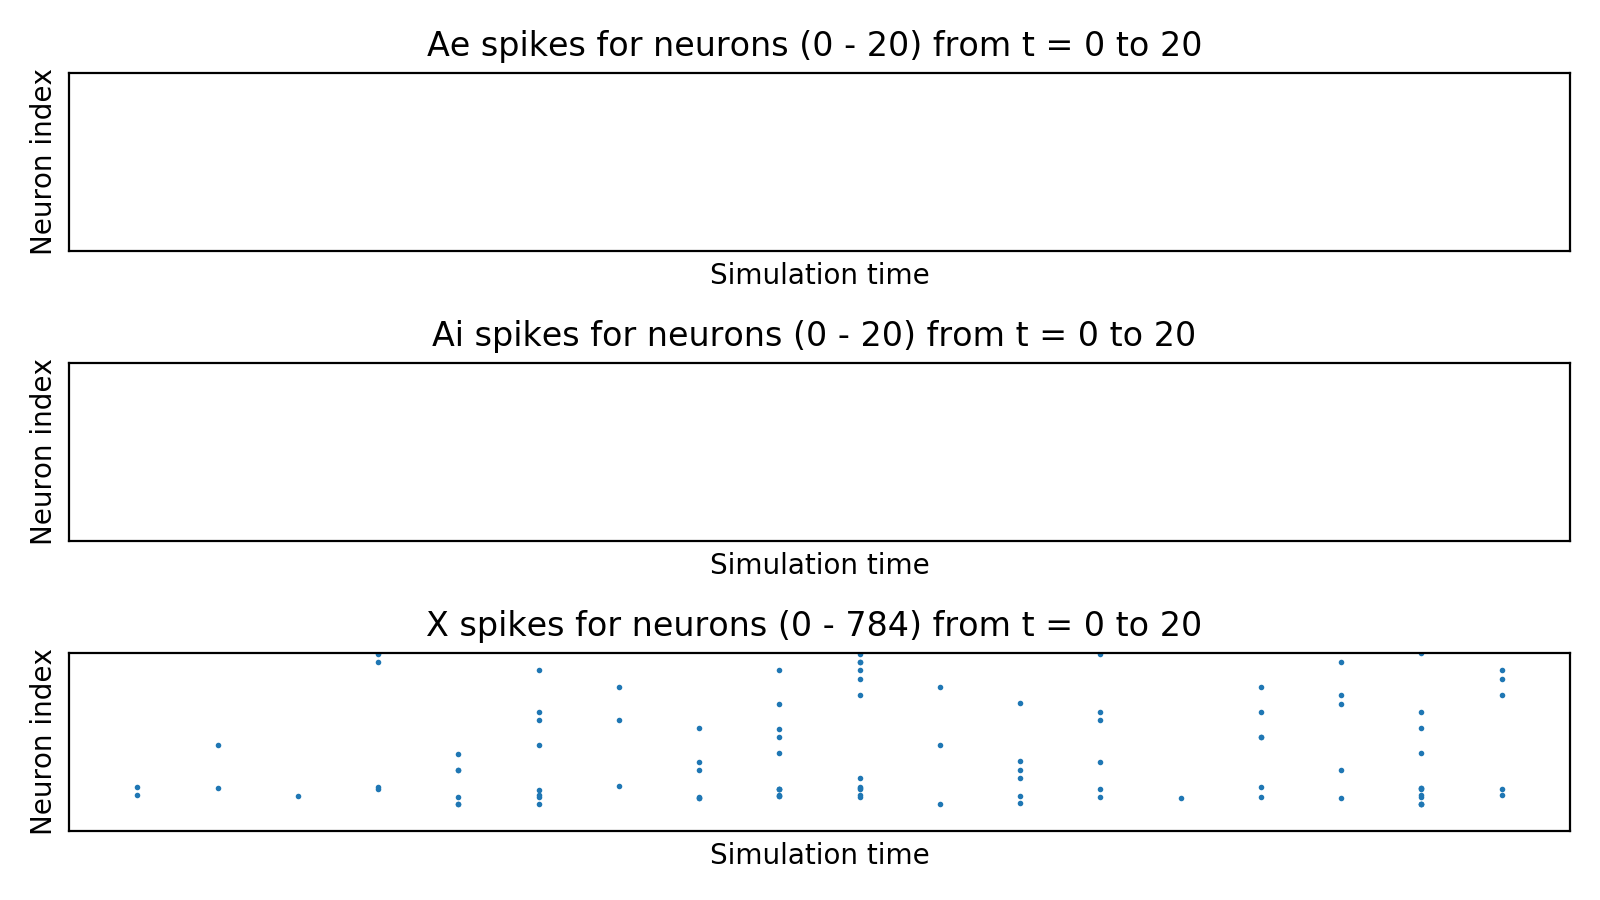 Ae spikes for neurons (0 - 20) from t = 0 to 20
Neuron index
Simulation time
Ai spikes for neurons (0 - 20) from t = 0 to 20
Neuron index
Simulation time
X spikes for neurons (0 - 784) from t = 0 to 20
Neuron index
Simulation time